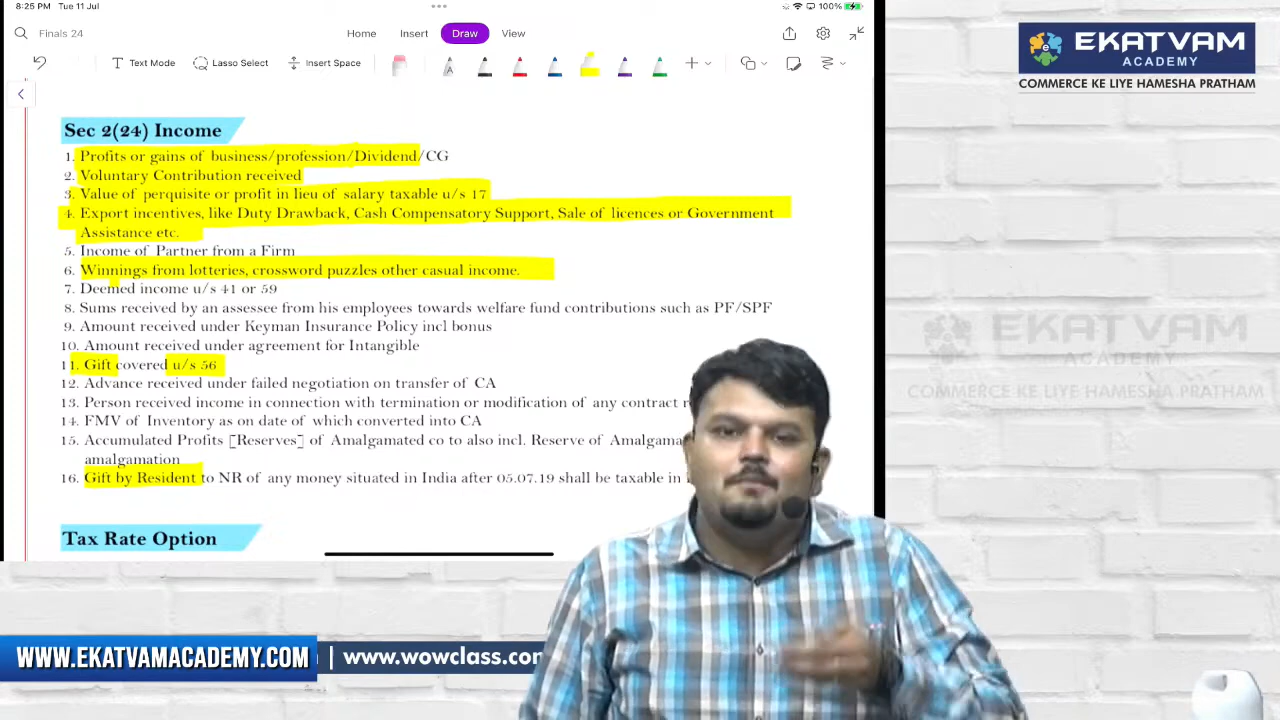 8:25 PM Tue 11 Jul
100%
Finals 24
Home Insert Draw View
Text Mode Lasso Select Insert Space
EKATVAM
ACADEMY
COMMERCE KE LIYE HAMESHA PRATHAM
Sec 2(24) Income
1. Profits or gains of business/profession/Dividend/CG
2. Voluntary Contribution received
3. Value of perquisite or profit in lieu of salary taxable u/s 17
4. Export incentives, like Duty Drawback, Cash Compensatory Support, Sale of licences or Government
Assistance etc.
5. Income of Partner from a Firm
6. Winnings from lotteries, crossword puzzles other casual income.
7. Deemed income u/s 41 or 59
8. Sums received by an assessee from his employees towards welfare fund contributions such as PF/SPF
9. Amount received under Keyman Insurance Policy incl bonus
10. Amount received under agreement for Intangible
11. Gift covered u/s 56
12. Advance received under failed negotiation on transfer of CA
13. Person received income in connection with termination or modification of any contract
14. FMV of Inventory as on date of which converted into CA
15. Accumulated Profits [Reserves] of Amalgamated co to also incl. Reserve of
amalgamation
16. Gift by Resident to NR of any money situated in India after 05.07.19 shall be taxable in
Tax Rate Option
EKATVAM
ACADEMY
COMMERCE KE LIYE HAMESHA PRATHAM
WWW.EKATVAMACADEMY.COM
| www.wowclass.com